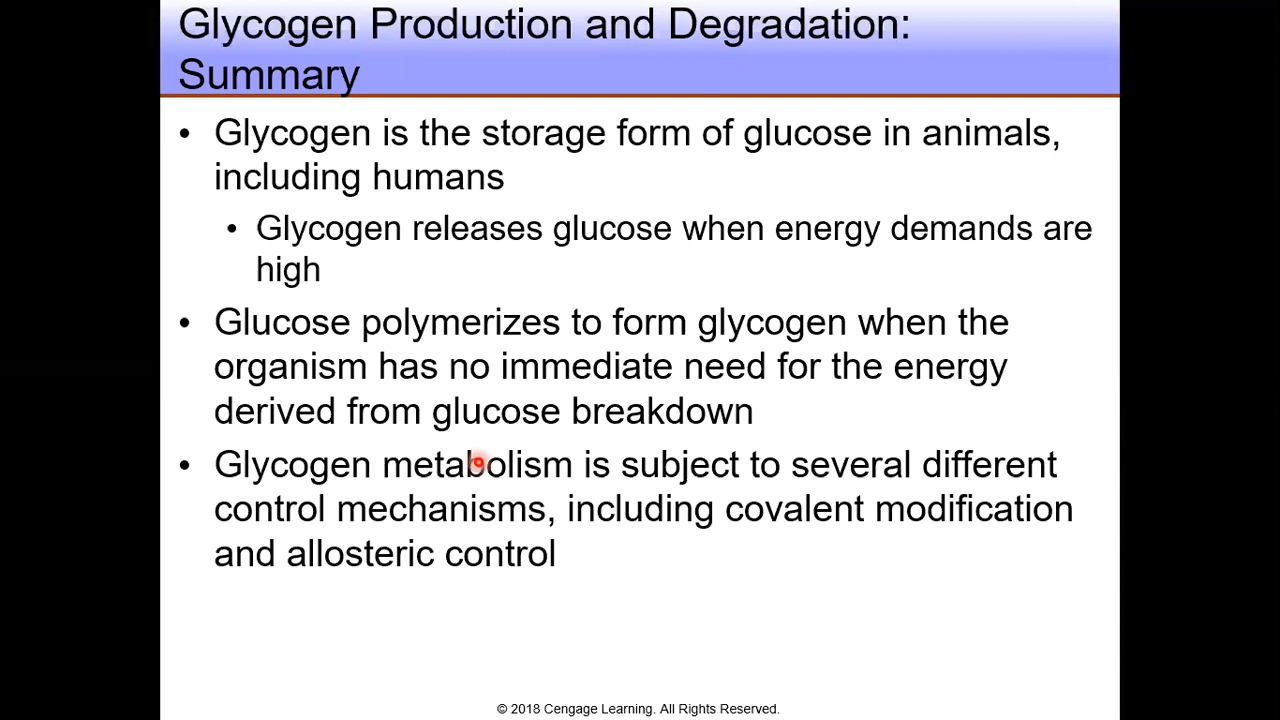 Glycogen Production and Degradation:
Summary
• Glycogen is the storage form of glucose in animals,
including humans
• Glycogen releases glucose when energy demands are
high
• Glucose polymerizes to form glycogen when the
organism has no immediate need for the energy
derived from glucose breakdown
• Glycogen metabolism is subject to several different
control mechanisms, including covalent modification
and allosteric control
© 2018 Cengage Learning. All Rights Reserved.